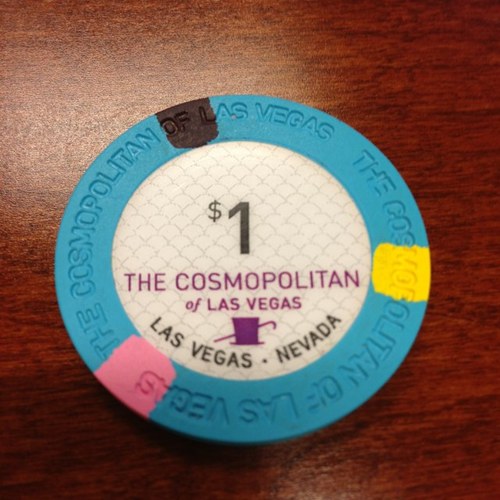 $1
THE COSMOPOLITAN
of LAS VEGAS
LAS VEGAS • NEVADA
THE COSMOPOLITAN OF LAS VEGAS
THE COSMOPOLITAN OF LAS VEGAS